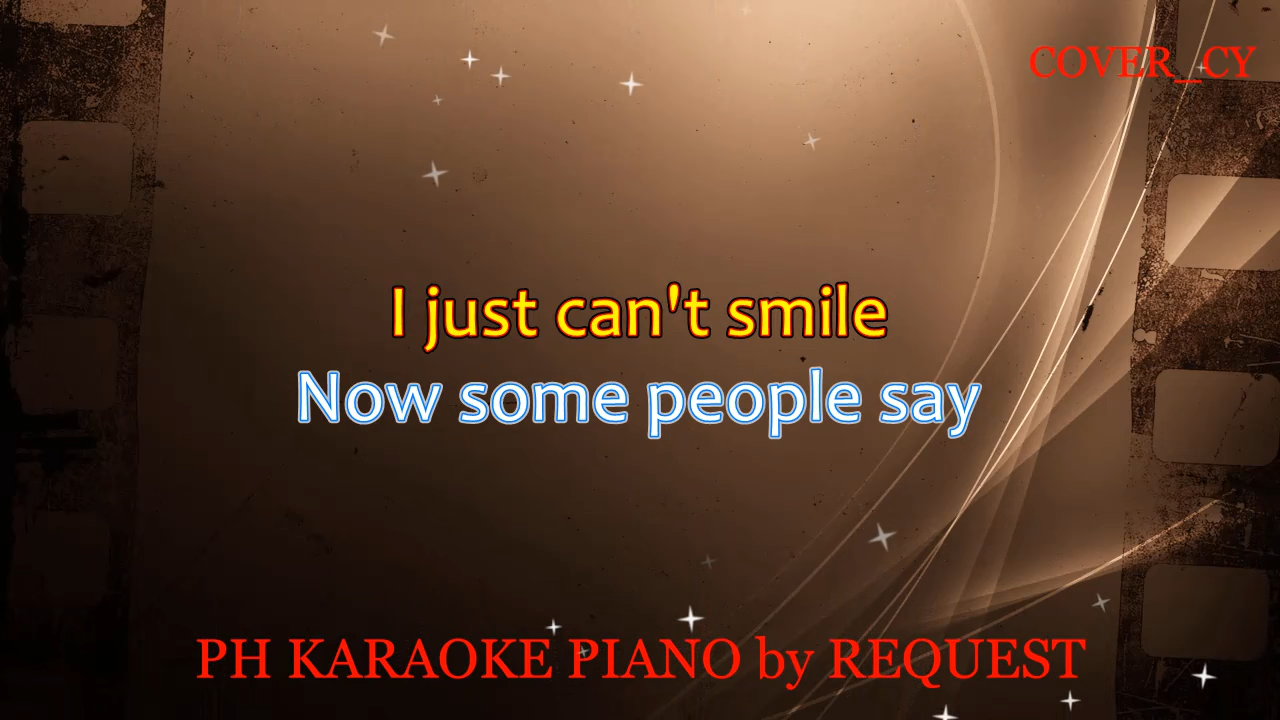 COVER_CY
I just can't smile
Now some people say
PH KARAOKE PIANO by REQUEST